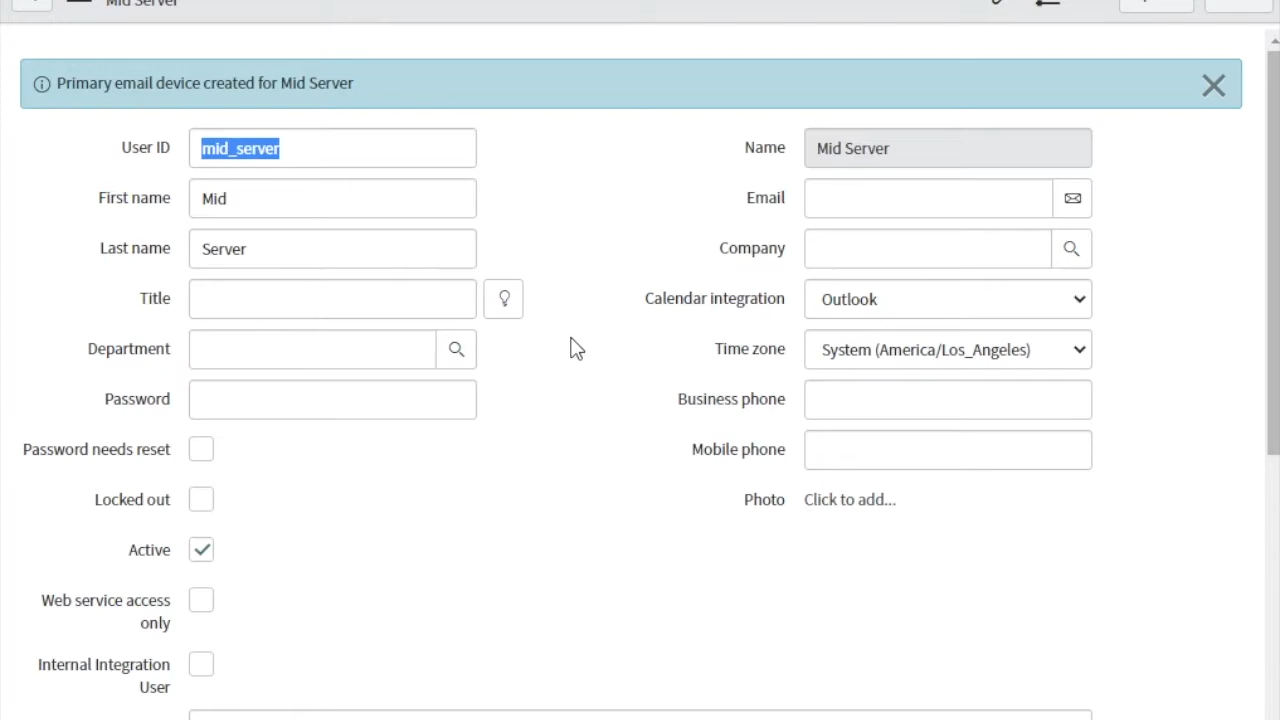 Mid Server
Primary email device created for Mid Server
User ID
mid_server
First name
Mid
Last name
Server
Title
Department
Password
Password needs reset
Locked out
Active
Web service access
only
Internal Integration
User
Name
Mid Server
Email
Company
Calendar integration
Outlook
Time zone
System (America/Los_Angeles)
Business phone
Mobile phone
Photo
Click to add...